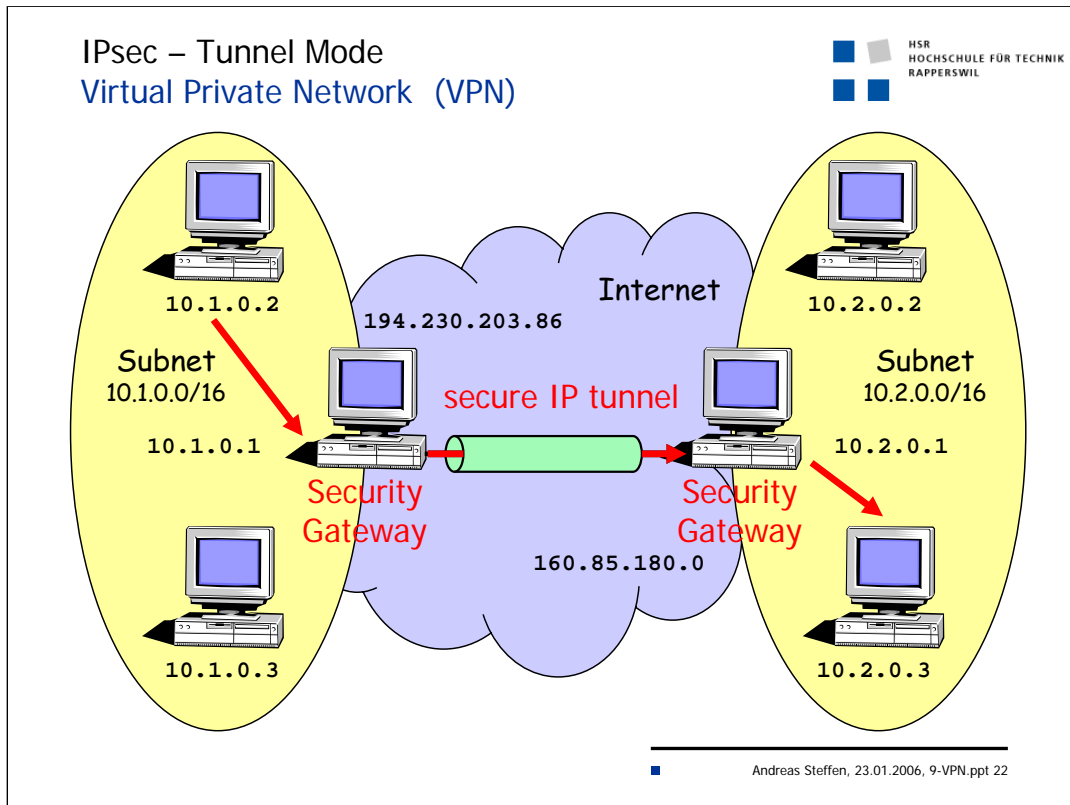 IPsec – Tunnel Mode
Virtual Private Network (VPN)
HSR
HOCHSCHULE FÜR TECHNIK
RAPPERSWIL
10.1.0.2
Subnet
10.1.0.0/16
10.1.0.1
10.1.0.3
194.230.203.86
Internet
secure IP tunnel
Security
Gateway
Security
Gateway
160.85.180.0
10.2.0.2
Subnet
10.2.0.0/16
10.2.0.1
10.2.0.3
Andreas Steffen, 23.01.2006, 9-VPN.ppt 22